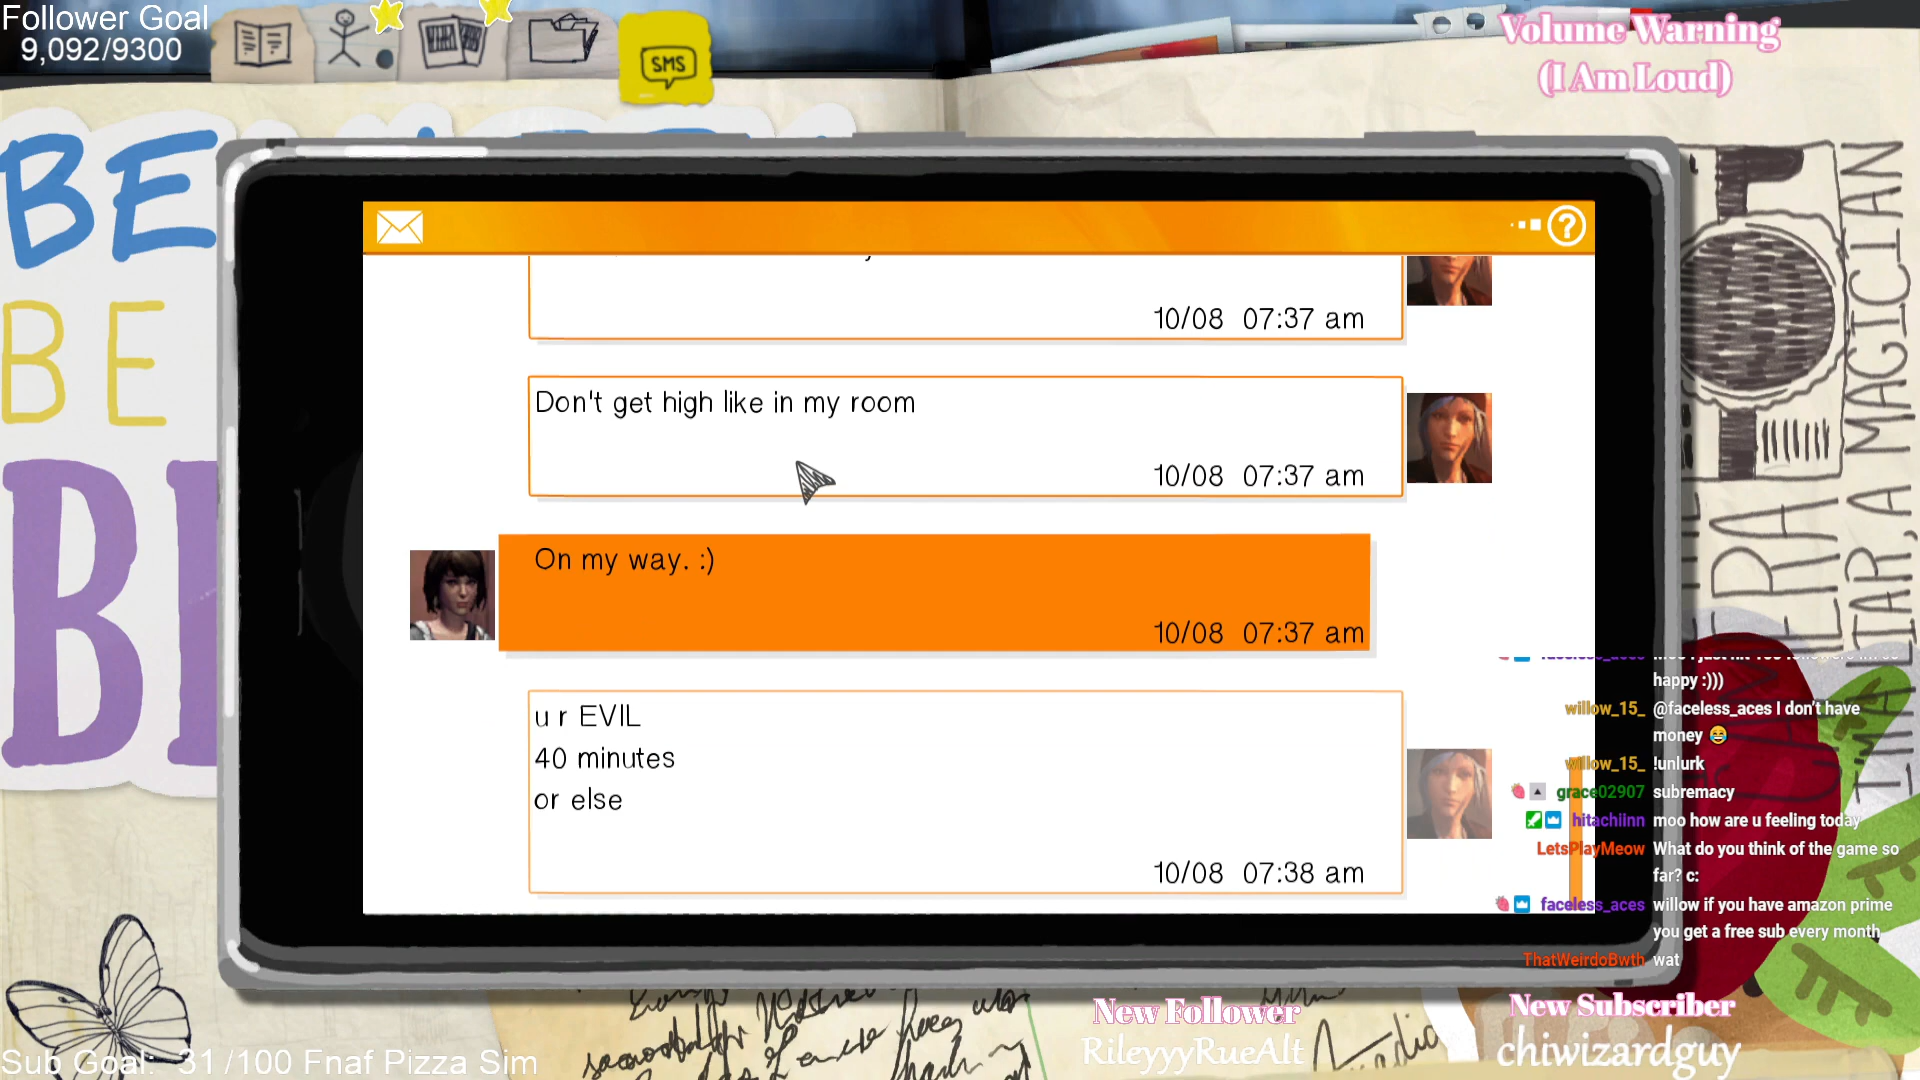 Follower Goal
9,092/9300
SMS
Volume Warning
(I Am Loud)
BE
BE
10/08 07:37 am
Don't get high like in my room
10/08 07:37 am
On my way. :)
10/08 07:37 am
u r EVIL
40 minutes
or else
10/08 07:38 am
happy :)))
willow_15_ @faceless_aces I don't have
money 😂
willow_15_ !unlurk
grace02907 subremacy
hitachiinn moo how are u feeling today
LetsPlayMeow What do you think of the game so
far? c:
faceless_aces willow if you have amazon prime
you get a free sub every month
ThatWeirdoBwth wat
A MAGICIAN
New Follower
RileyyyRueAlt
New Subscriber
chiwizardguy
Sub Goal: 31/100 Fnaf Pizza Sim